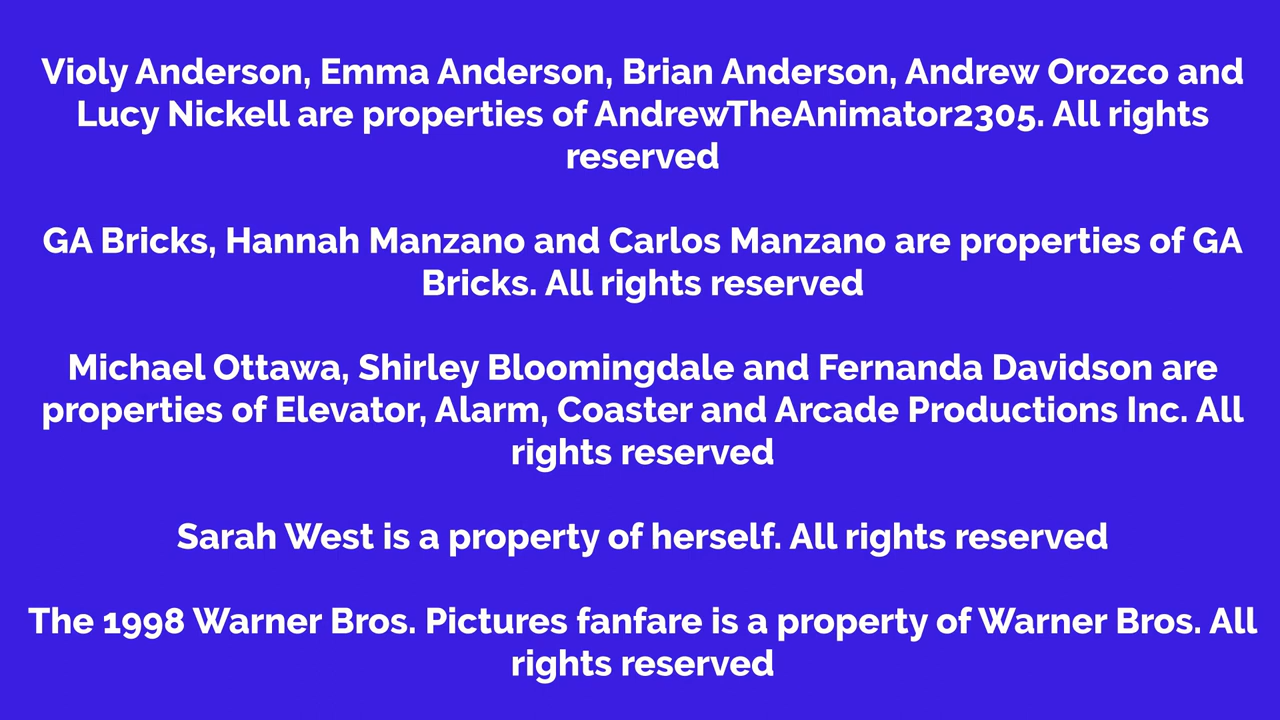 Violy Anderson, Emma Anderson, Brian Anderson, Andrew Orozco and
Lucy Nickell are properties of AndrewTheAnimator2305. All rights
reserved
GA Bricks, Hannah Manzano and Carlos Manzano are properties of GA
Bricks. All rights reserved
Michael Ottawa, Shirley Bloomingdale and Fernanda Davidson are
properties of Elevator, Alarm, Coaster and Arcade Productions Inc. All
rights reserved
Sarah West is a property of herself. All rights reserved
The 1998 Warner Bros. Pictures fanfare is a property of Warner Bros. All
rights reserved